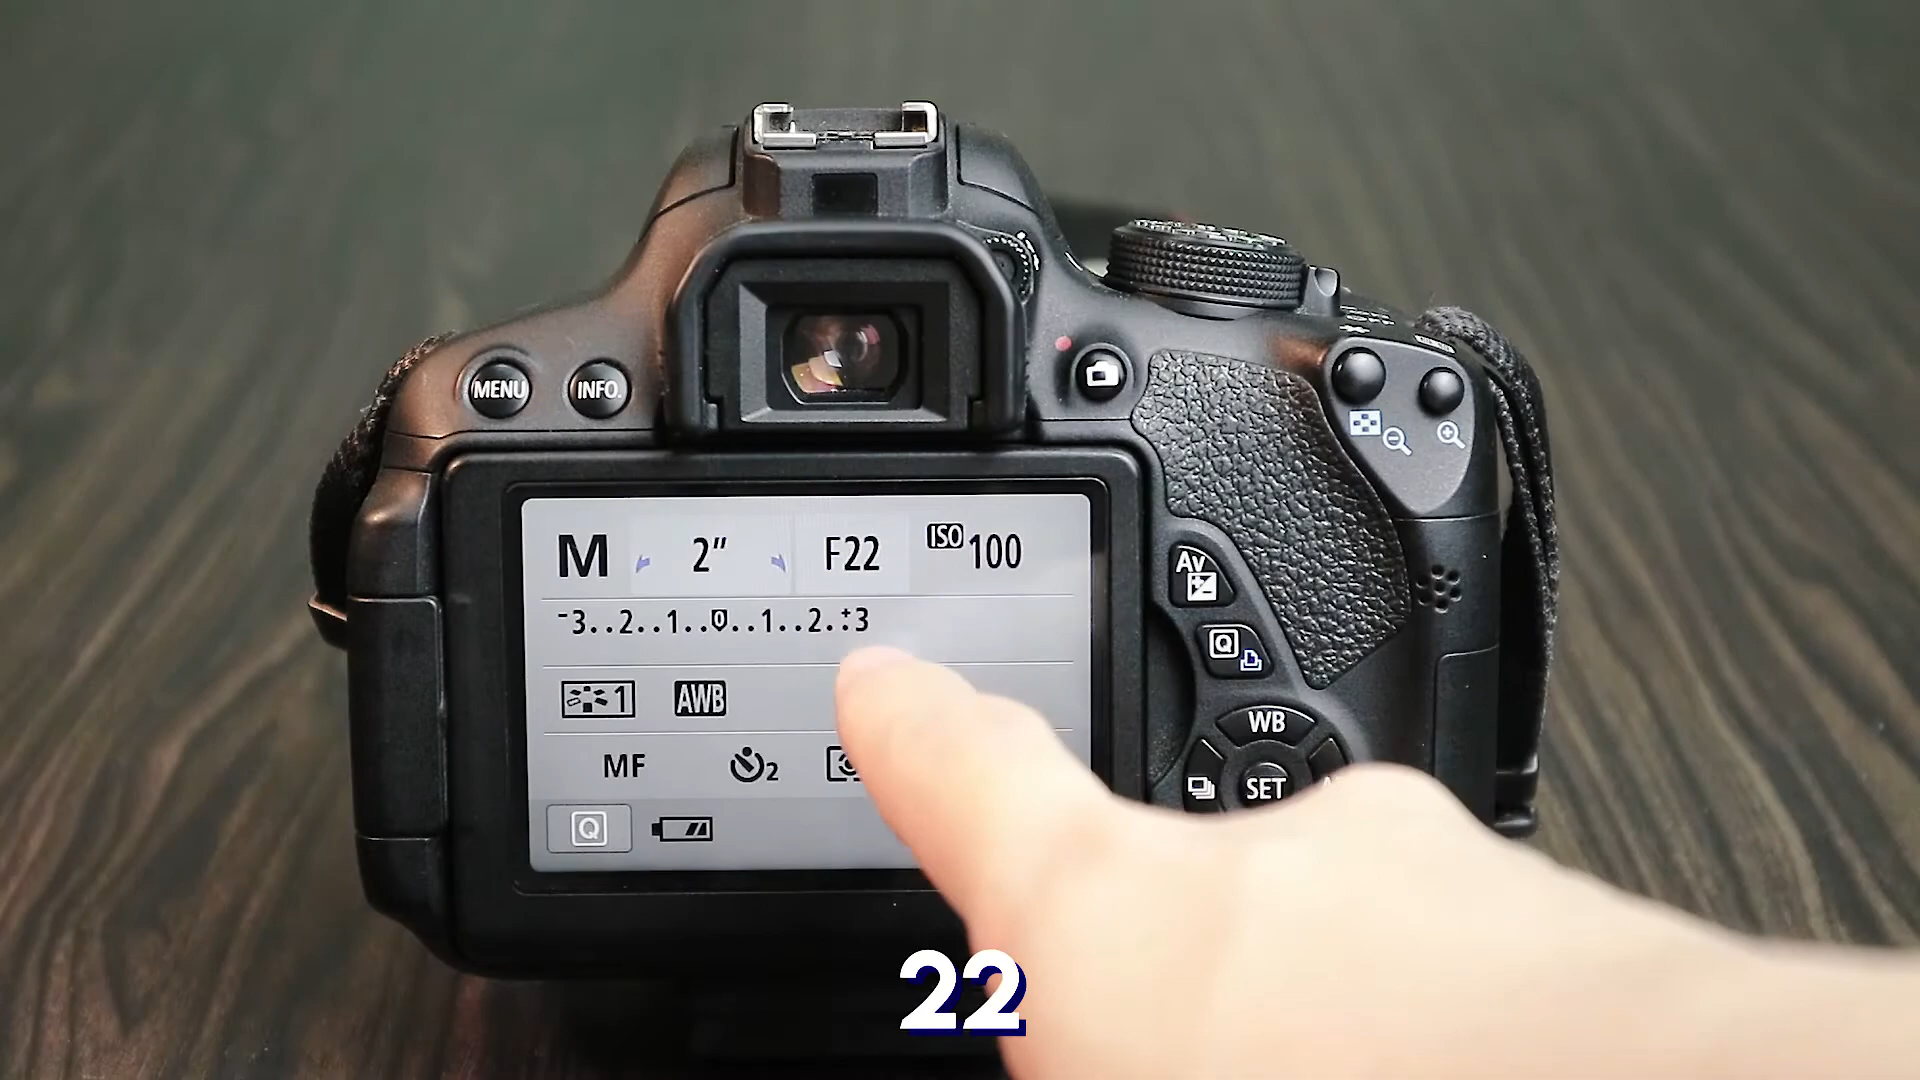 MENU
INFO.
M 2" F22 ISO 100
-3..2..1..0..1..2..+3
1 AWB
MF 2
Q
Av
Q
WB
SET
22